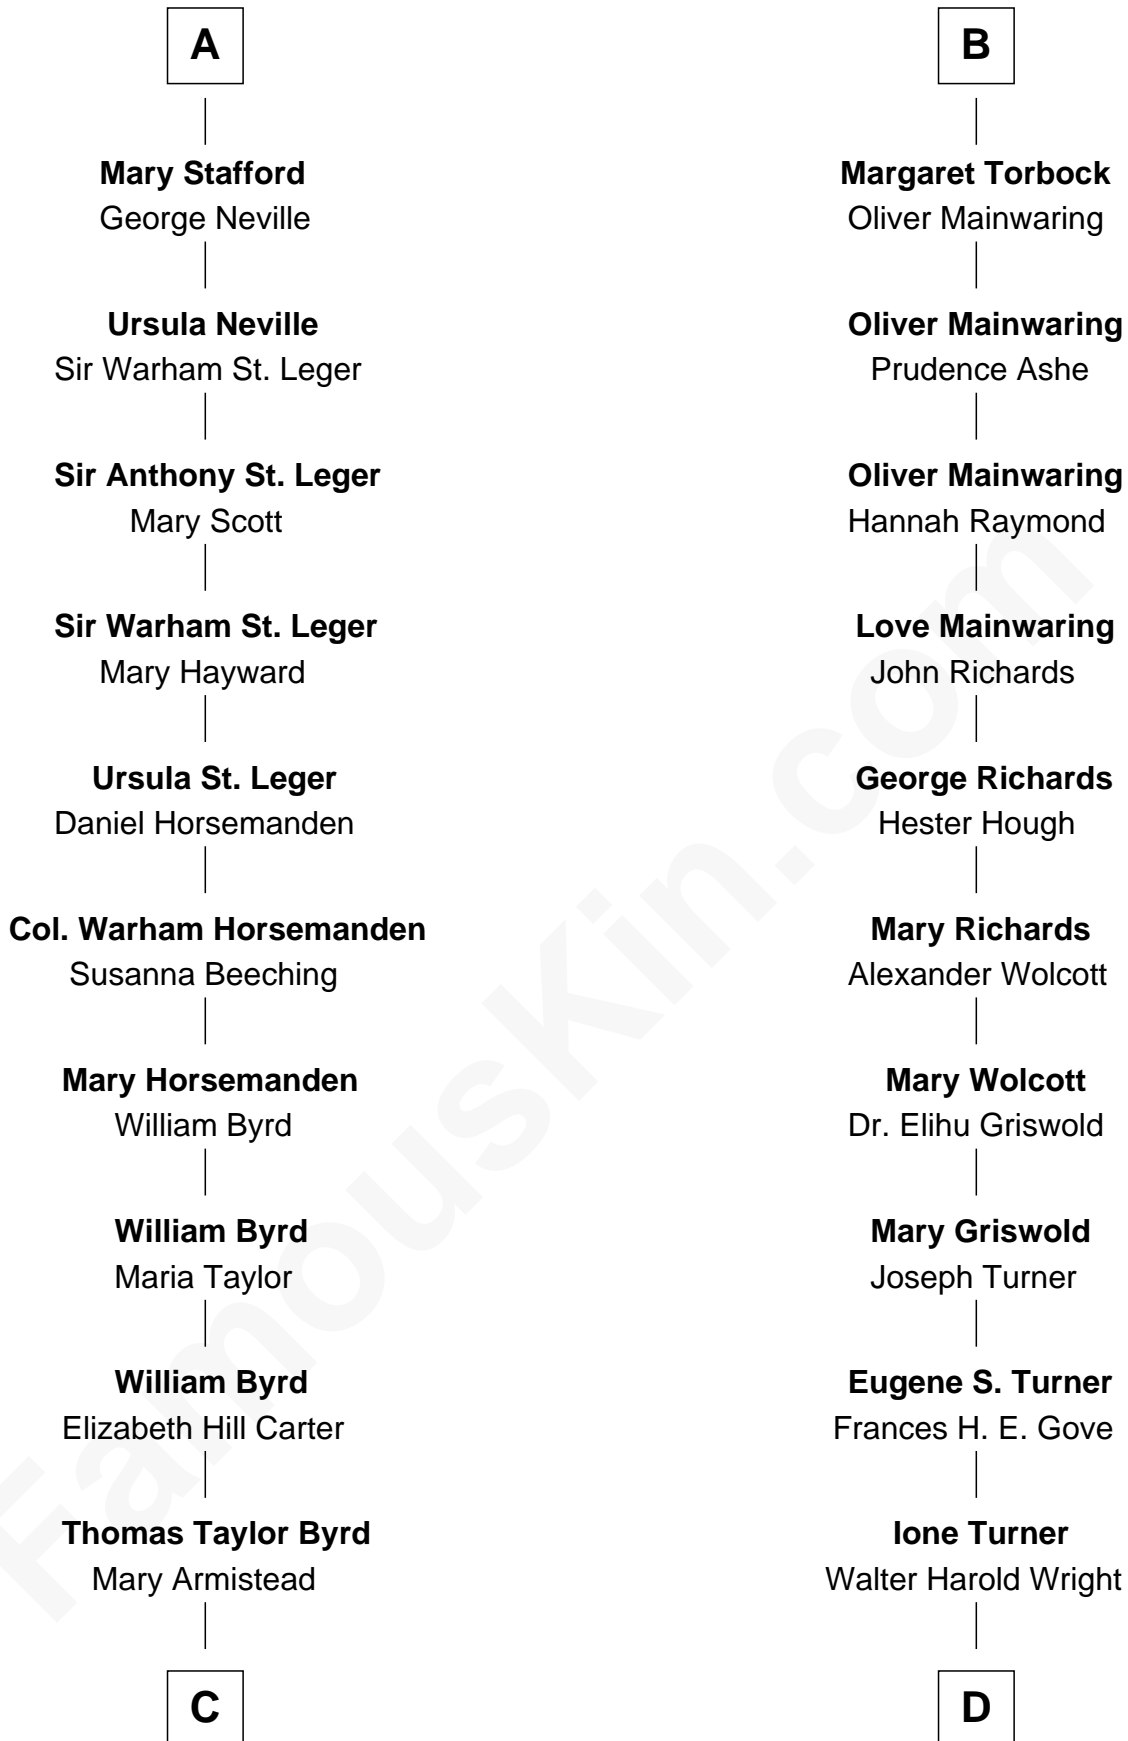 A
Mary Stafford
George Neville
Ursula Neville
Sir Warham St. Leger
Sir Anthony St. Leger
Mary Scott
Sir Warham St. Leger
Mary Hayward
Ursula St. Leger
Daniel Horsemanden
Col. Warham Horsemanden
Susanna Beeching
Mary Horsemanden
William Byrd
William Byrd
Maria Taylor
William Byrd
Elizabeth Hill Carter
Thomas Taylor Byrd
Mary Armistead
C
B
Margaret Torbock
Oliver Mainwaring
Oliver Mainwaring
Prudence Ashe
Oliver Mainwaring
Hannah Raymond
Love Mainwaring
John Richards
George Richards
Hester Hough
Mary Richards
Alexander Wolcott
Mary Wolcott
Dr. Elihu Griswold
Mary Griswold
Joseph Turner
Eugene S. Turner
Frances H. E. Gove
Ione Turner
Walter Harold Wright
D
FamousKin.com